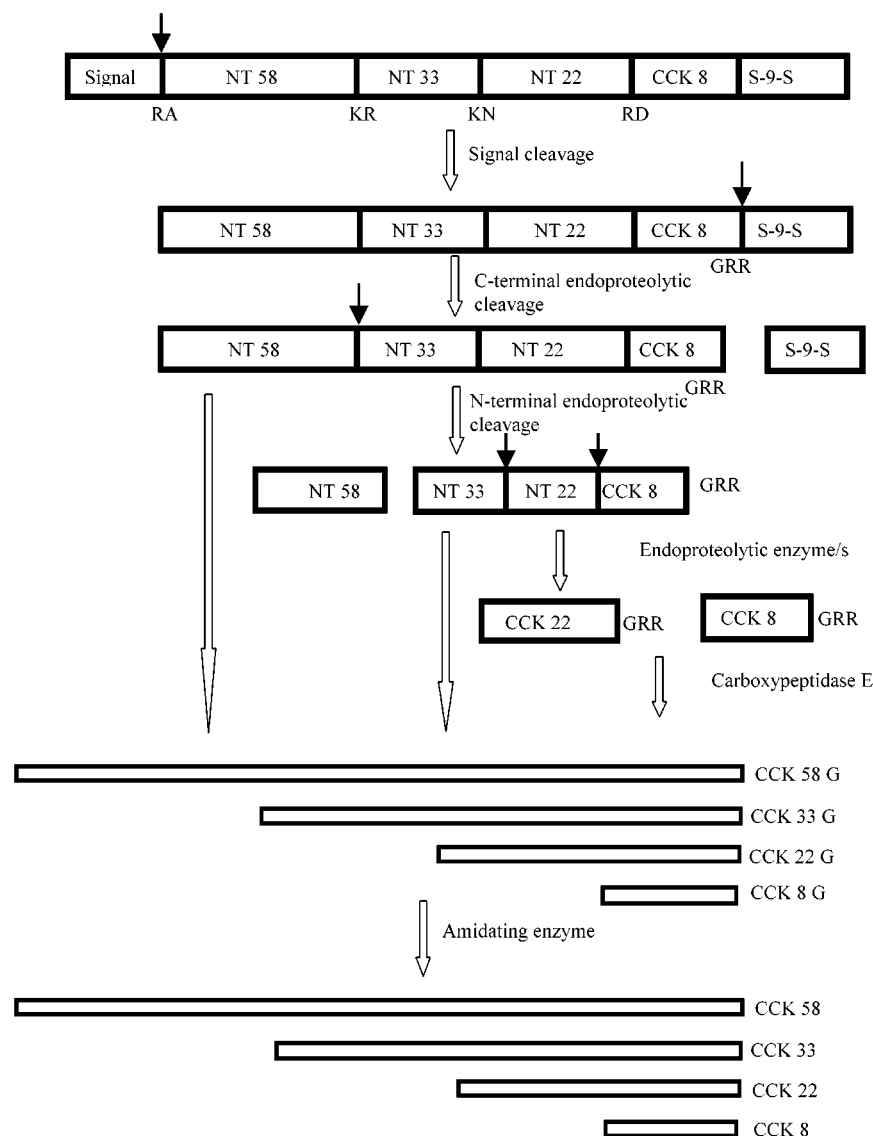 Signal NT 58 NT 33 NT 22 CCK 8 S-9-S
RA KR KN RD
Signal cleavage
NT 58 NT 33 NT 22 CCK 8 S-9-S
GRR
C-terminal endoproteolytic
cleavage
NT 58 NT 33 NT 22 CCK 8 S-9-S
GRR
N-terminal endoproteolytic
cleavage
NT 58 NT 33 NT 22 CCK 8 GRR
Endoproteolytic enzyme/s
CCK 22 GRR CCK 8 GRR
Carboxypeptidase E
CCK 58 G
CCK 33 G
CCK 22 G
CCK 8 G
Amidating enzyme
CCK 58
CCK 33
CCK 22
CCK 8